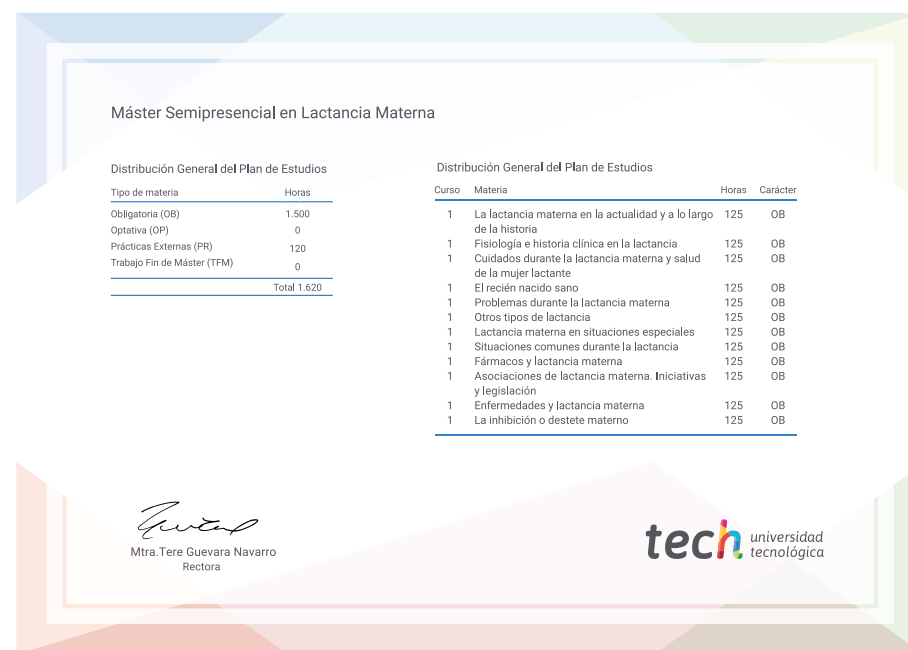 Máster Semipresencial en Lactancia Materna
Distribución General del Plan de Estudios
Tipo de materia Horas
Obligatoria (OB) 1.500
Optativa (OP) 0
Prácticas Externas (PR) 120
Trabajo Fin de Máster (TFM) 0
Total 1.620
Distribución General del Plan de Estudios
Curso Materia Horas Carácter
1 La lactancia materna en la actualidad y a lo largo 125 OB
de la historia
1 Fisiología e historia clínica en la lactancia 125 OB
1 Cuidados durante la lactancia materna y salud 125 OB
de la mujer lactante
1 El recién nacido sano 125 OB
1 Problemas durante la lactancia materna 125 OB
1 Otros tipos de lactancia 125 OB
1 Lactancia materna en situaciones especiales 125 OB
1 Situaciones comunes durante la lactancia 125 OB
1 Fármacos y lactancia materna 125 OB
1 Asociaciones de lactancia materna. Iniciativas 125 OB
y legislación
1 Enfermedades y lactancia materna 125 OB
1 La inhibición o destete materno 125 OB
Mtra.Tere Guevara Navarro
Rectora
tech universidad
tecnológica